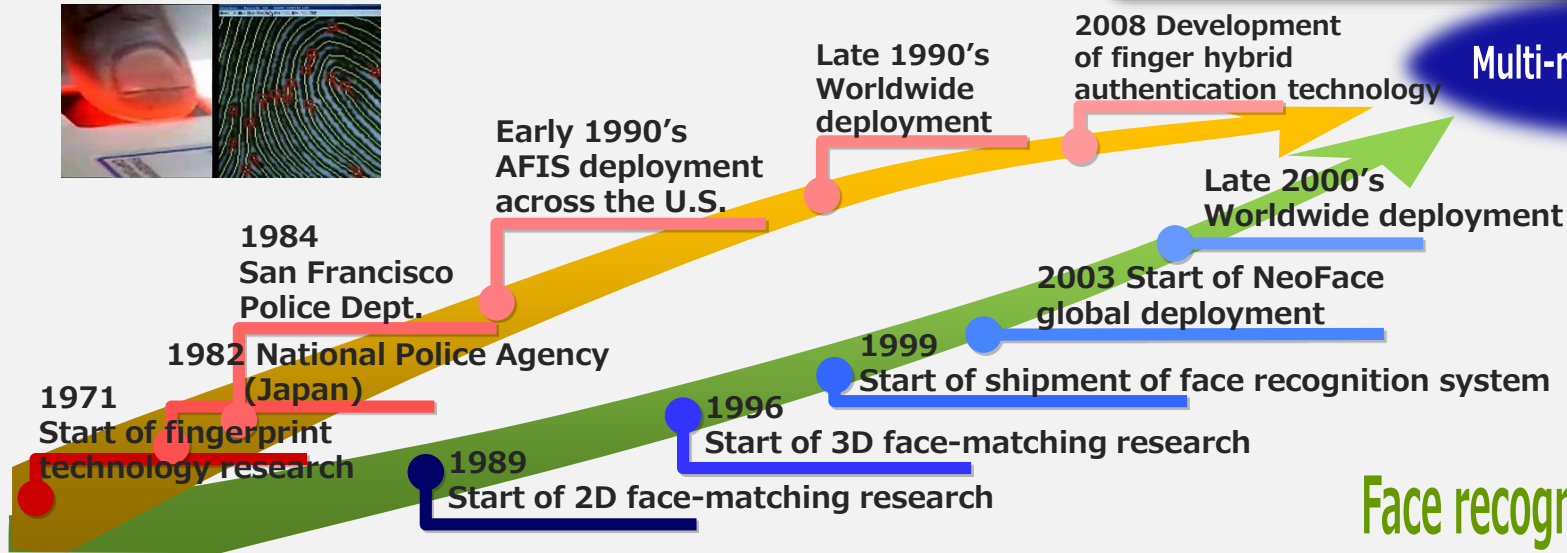 2008 Development
of finger hybrid
authentication technology
Late 1990's
Worldwide
deployment
Early 1990's
AFIS deployment
across the U.S.
1984
San Francisco
Police Dept.
1982 National Police Agency
(Japan)
1971
Start of fingerprint
technology research
Multi-m
Late 2000's
Worldwide deployment
2003 Start of NeoFace
global deployment
1999
Start of shipment of face recognition system
1996
Start of 3D face-matching research
1989
Start of 2D face-matching research
Face recogn